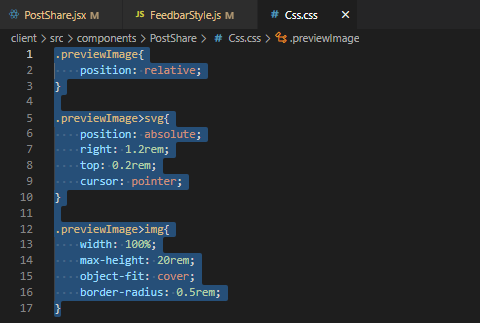 PostShare.jsx M
JS FeedbarStyle.js M
# Css.css ×
client > src > components > PostShare > # Css.css > .previewImage
1 .previewImage{
2 position: relative;
3 }
4
5 .previewImage>svg{
6 position: absolute;
7 right: 1.2rem;
8 top: 0.2rem;
9 cursor: pointer;
10 }
11
12 .previewImage>img{
13 width: 100%;
14 max-height: 20rem;
15 object-fit: cover;
16 border-radius: 0.5rem;
17 }